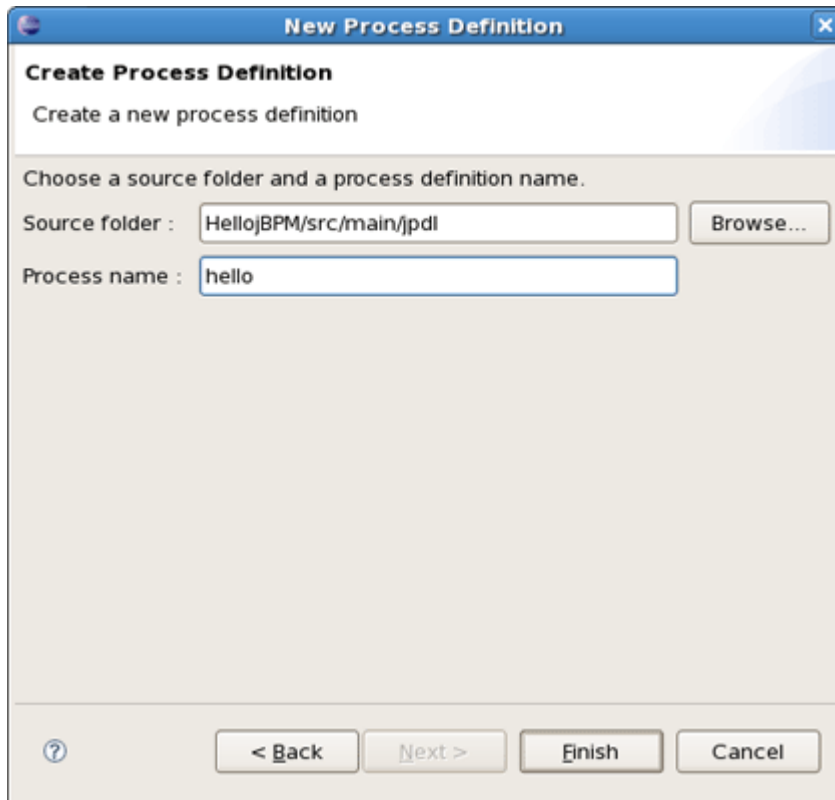 New Process Definition
Create Process Definition
Create a new process definition
Choose a source folder and a process definition name.
Source folder : HellojBPM/src/main/jpdl Browse...
Process name : hello
< Back Next > Finish Cancel